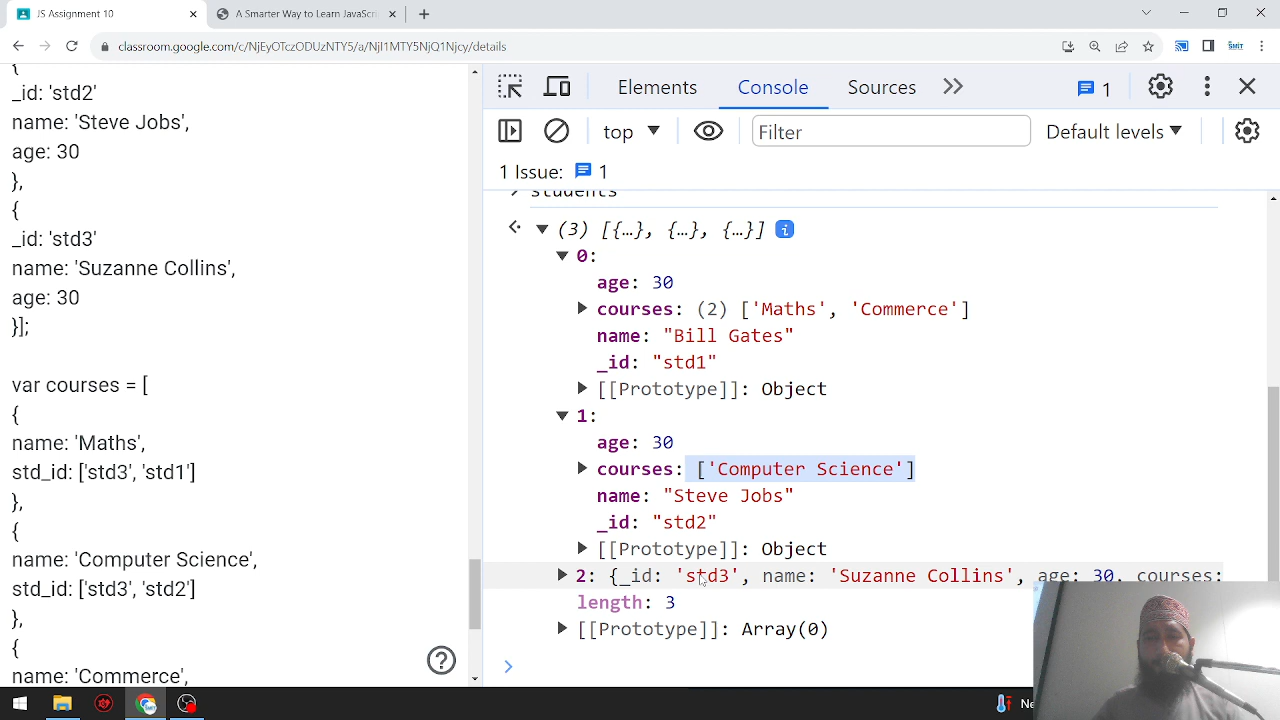 JS Assignment 10
A Smarter Way to Learn JavaScri
classroom.google.com/c/NjEyOTczODUzNTY5/a/NjI1MTY5NjQ1Njcy/details
{
_id: 'std2'
name: 'Steve Jobs',
age: 30
},
{
_id: 'std3'
name: 'Suzanne Collins',
age: 30
}];
var courses = [
{
name: 'Maths',
std_id: ['std3', 'std1']
},
{
name: 'Computer Science',
std_id: ['std3', 'std2']
},
{
name: 'Commerce',
Elements
Console
Sources
1
top
Filter
Default levels
1 Issue:
1
students
(3) [{…}, {…}, {…}]
0:
age: 30
courses: (2) ['Maths', 'Commerce']
name: "Bill Gates"
_id: "std1"
[[Prototype]]: Object
1:
age: 30
courses: ['Computer Science']
name: "Steve Jobs"
_id: "std2"
[[Prototype]]: Object
2: {_id: 'std3', name: 'Suzanne Collins', age: 30, courses:
length: 3
[[Prototype]]: Array(0)